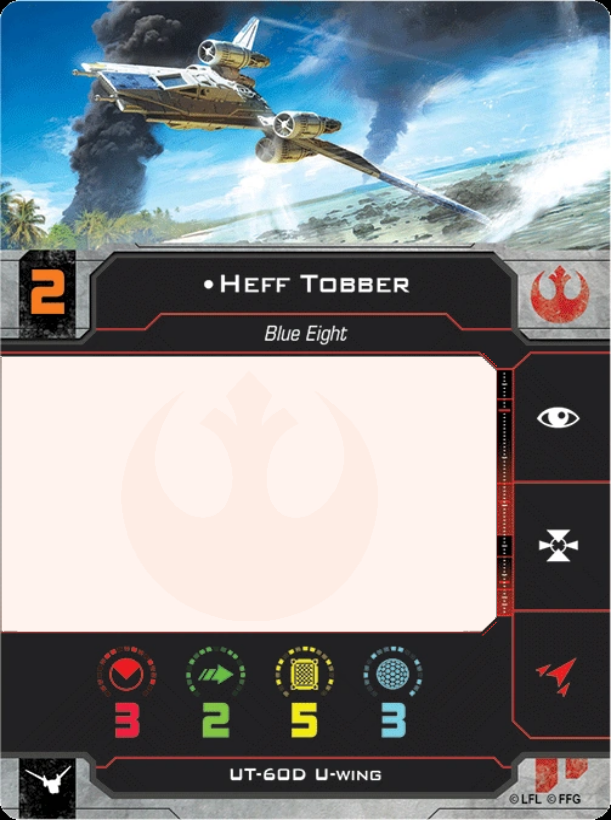 2
•Heff Tobber
Blue Eight
3 2 5 3
UT-60D U-wing
©LFL ©FFG